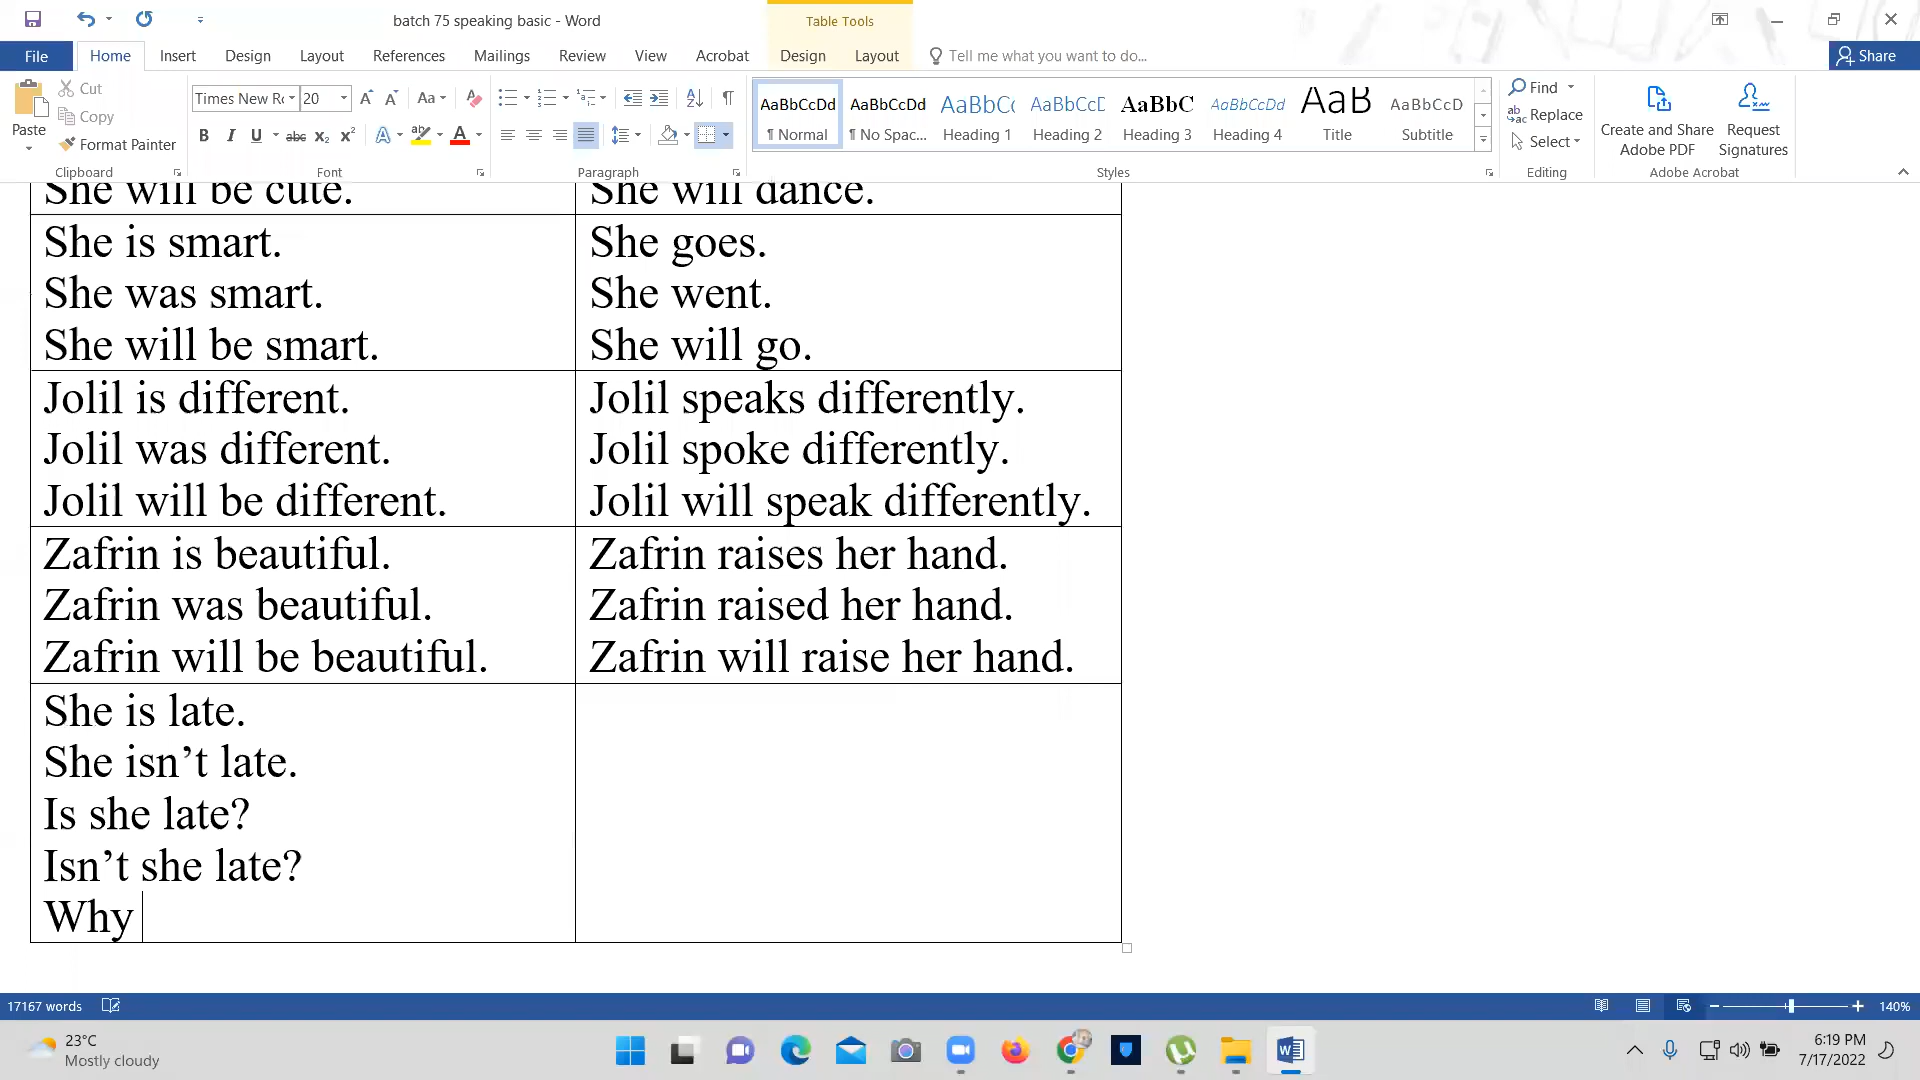 batch 75 speaking basic - Word
Table Tools
File Home Insert Design Layout References Mailings Review View Acrobat Design Layout Tell me what you want to do... Share
Paste
Cut
Copy
Format Painter
Clipboard
Times New R 20 Aa
B I U abc x₂ x² A A
Font
Paragraph
AaBbCcDd AaBbCcDd AaBbC AaBbCcD AaBbC AaBbCcDd AaB AaBbCcD
¶ Normal ¶ No Spac... Heading 1 Heading 2 Heading 3 Heading 4 Title Subtitle
Styles
Find
Replace
Select
Editing
Create and Share Adobe PDF
Request Signatures
Adobe Acrobat
She will be cute. She will dance.
She is smart. She goes.
She was smart. She went.
She will be smart. She will go.
Jolil is different. Jolil speaks differently.
Jolil was different. Jolil spoke differently.
Jolil will be different. Jolil will speak differently.
Zafrin is beautiful. Zafrin raises her hand.
Zafrin was beautiful. Zafrin raised her hand.
Zafrin will be beautiful. Zafrin will raise her hand.
She is late.
She isn’t late.
Is she late?
Isn’t she late?
Why
17167 words 140%
23°C
Mostly cloudy
6:19 PM
7/17/2022